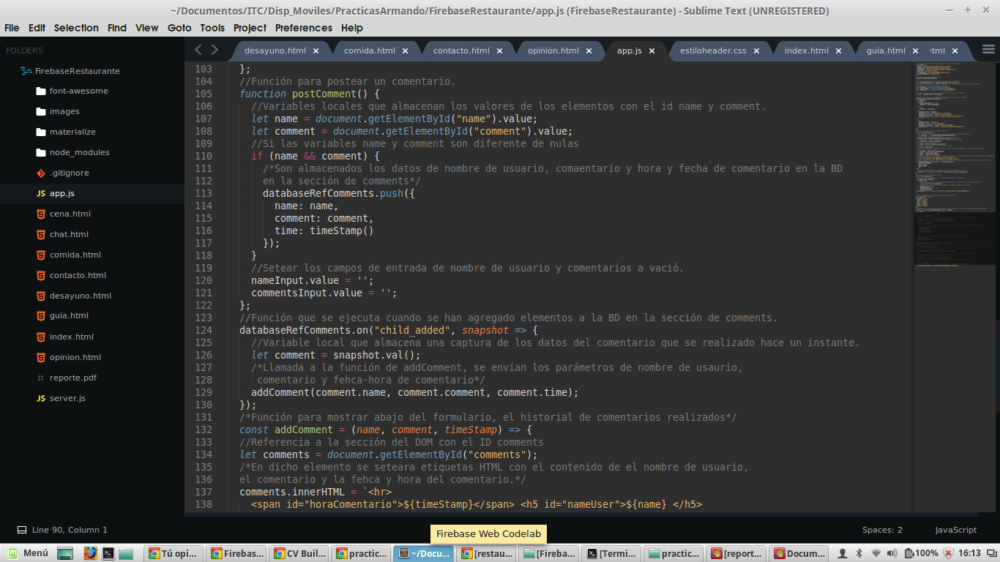 ~/Documentos/ITC/Disp_Moviles/PracticasArmando/FirebaseRestaurante/app.js (FirebaseRestaurante) - Sublime Text (UNREGISTERED)
File Edit Selection Find View Goto Tools Project Preferences Help
FOLDERS
FirebaseRestaurante
font-awesome
images
materialize
node_modules
.gitignore
JS app.js
cena.html
chat.html
comida.html
contacto.html
desayuno.html
guia.html
index.html
opinion.html
reporte.pdf
JS server.js
desayuno.html comida.html contacto.html opinion.html app.js estiloheader.css index.html guia.html :tml
103 };
104 //Función para postear un comentario.
105 function postComment() {
106 //Variables locales que almacenan los valores de los elementos con el id name y comment.
107 let name = document.getElementById("name").value;
108 let comment = document.getElementById("comment").value;
109 //Si las variables name y comment son diferente de nulas
110 if (name && comment) {
111 /*Son almacenados los datos de nombre de usuario, comaentario y hora y fecha de comentario en la BD
112 en la sección de comments*/
113 databaseRefComments.push({
114 name: name,
115 comment: comment,
116 time: timeStamp()
117 });
118 }
119 //Setear los campos de entrada de nombre de usuario y comentarios a vació.
120 nameInput.value = '';
121 commentsInput.value = '';
122 };
123 //Función que se ejecuta cuando se han agregado elementos a la BD en la sección de comments.
124 databaseRefComments.on("child_added", snapshot => {
125 //Variable local que almacena una captura de los datos del comentario que se realizado hace un instante.
126 let comment = snapshot.val();
127 /*Llamada a la función de addComment, se envían los parámetros de nombre de usaurio,
128 comentario y fehca-hora de comentario*/
129 addComment(comment.name, comment.comment, comment.time);
130 });
131 /*Función para mostrar abajo del formulario, el historial de comentarios realizados*/
132 const addComment = (name, comment, timeStamp) => {
133 //Referencia a la sección del DOM con el ID comments
134 let comments = document.getElementById("comments");
135 /*En dicho elemento se seteara etiquetas HTML con el contenido de el nombre de usuario,
136 el comentario y la fehca y hora del comentario.*/
137 comments.innerHTML = `<hr>
138 <span id="horaComentario">${timeStamp}</span> <h5 id="nameUser">${name} </h5>
Line 90, Column 1
Spaces: 2 JavaScript
Firebase Web Codelab
Menú Tú opi... Firebas... CV Buil... practic... ~/Docu... [restau... [Fireba... [Termi... practic... [report... Docum... 100% 16:13